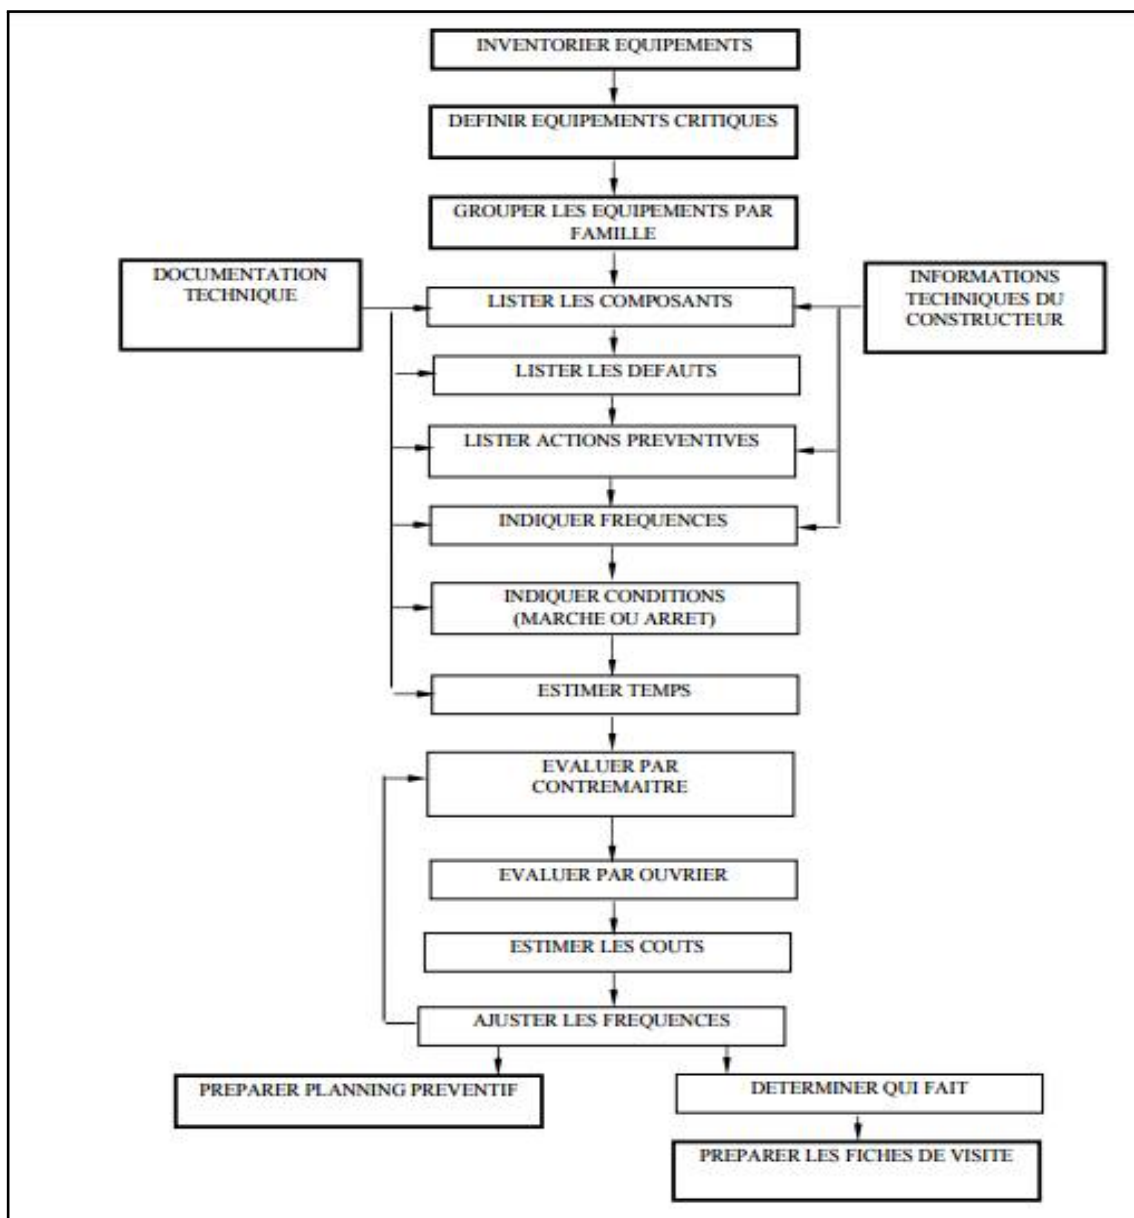 INVENTORIER EQUIPEMENTS
DEFINIR EQUIPEMENTS CRITIQUES
GROUPER LES EQUIPEMENTS PAR
FAMILLE
DOCUMENTATION
TECHNIQUE
INFORMATIONS
TECHNIQUES DU
CONSTRUCTEUR
LISTER LES COMPOSANTS
LISTER LES DEFAUTS
LISTER ACTIONS PREVENTIVES
INDIQUER FREQUENCES
INDIQUER CONDITIONS
(MARCHE OU ARRET)
ESTIMER TEMPS
EVALUER PAR
CONTREMAITRE
EVALUER PAR OUVRIER
ESTIMER LES COUTS
AJUSTER LES FREQUENCES
PREPARER PLANNING PREVENTIF
DETERMINER QUI FAIT
PREPARER LES FICHES DE VISITE